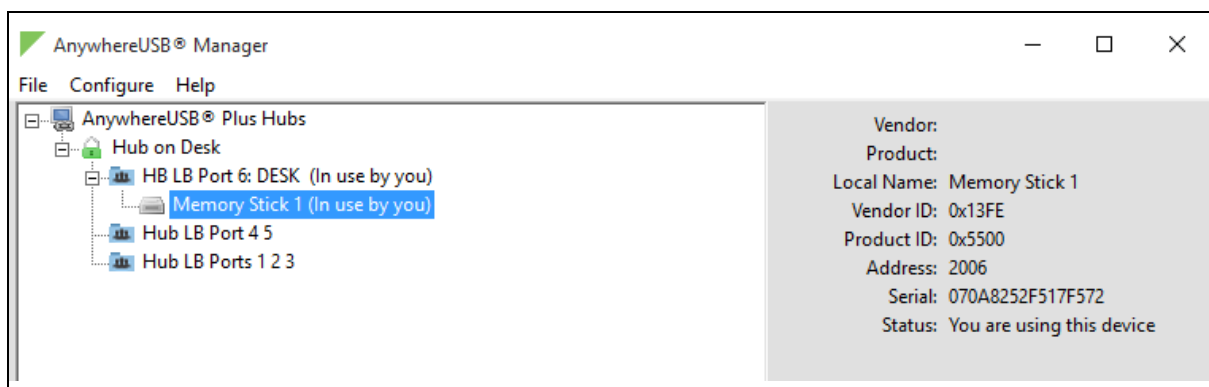 AnywhereUSB® Manager
File Configure Help
AnywhereUSB® Plus Hubs
Hub on Desk
HB LB Port 6: DESK (In use by you)
Memory Stick 1 (In use by you)
Hub LB Port 4 5
Hub LB Ports 1 2 3
Vendor:
Product:
Local Name: Memory Stick 1
Vendor ID: 0x13FE
Product ID: 0x5500
Address: 2006
Serial: 070A8252F517F572
Status: You are using this device